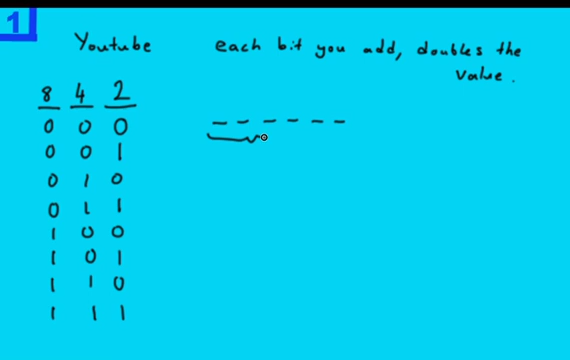 1
Youtube each bit you add, doubles the
value.
8 4 2
0 0 0
0 0 1
0 1 0
0 1 1
1 0 0
1 0 1
1 1 0
1 1 1